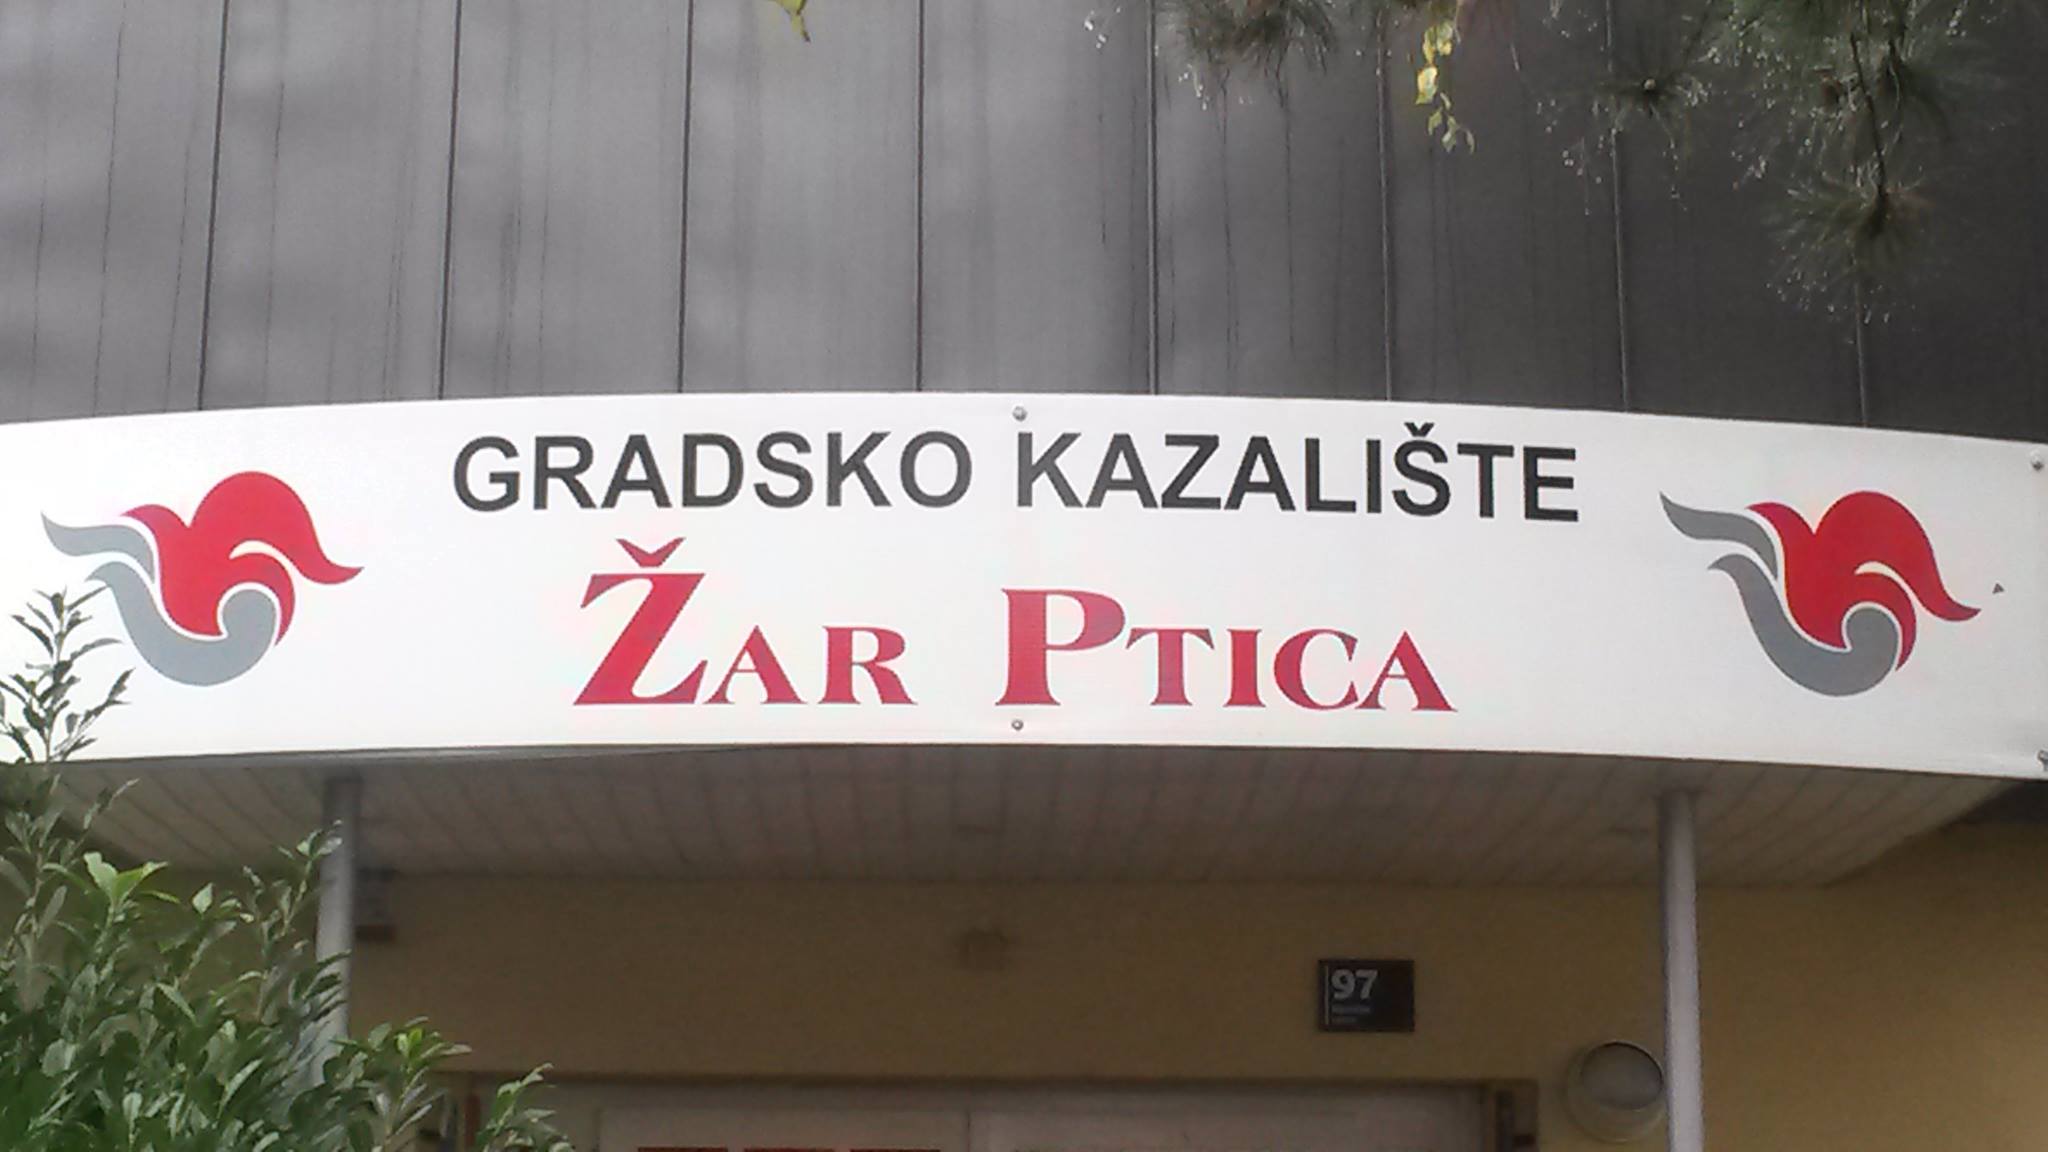 GRADSKO KAZALIŠTE
ŽAR PTICA
97